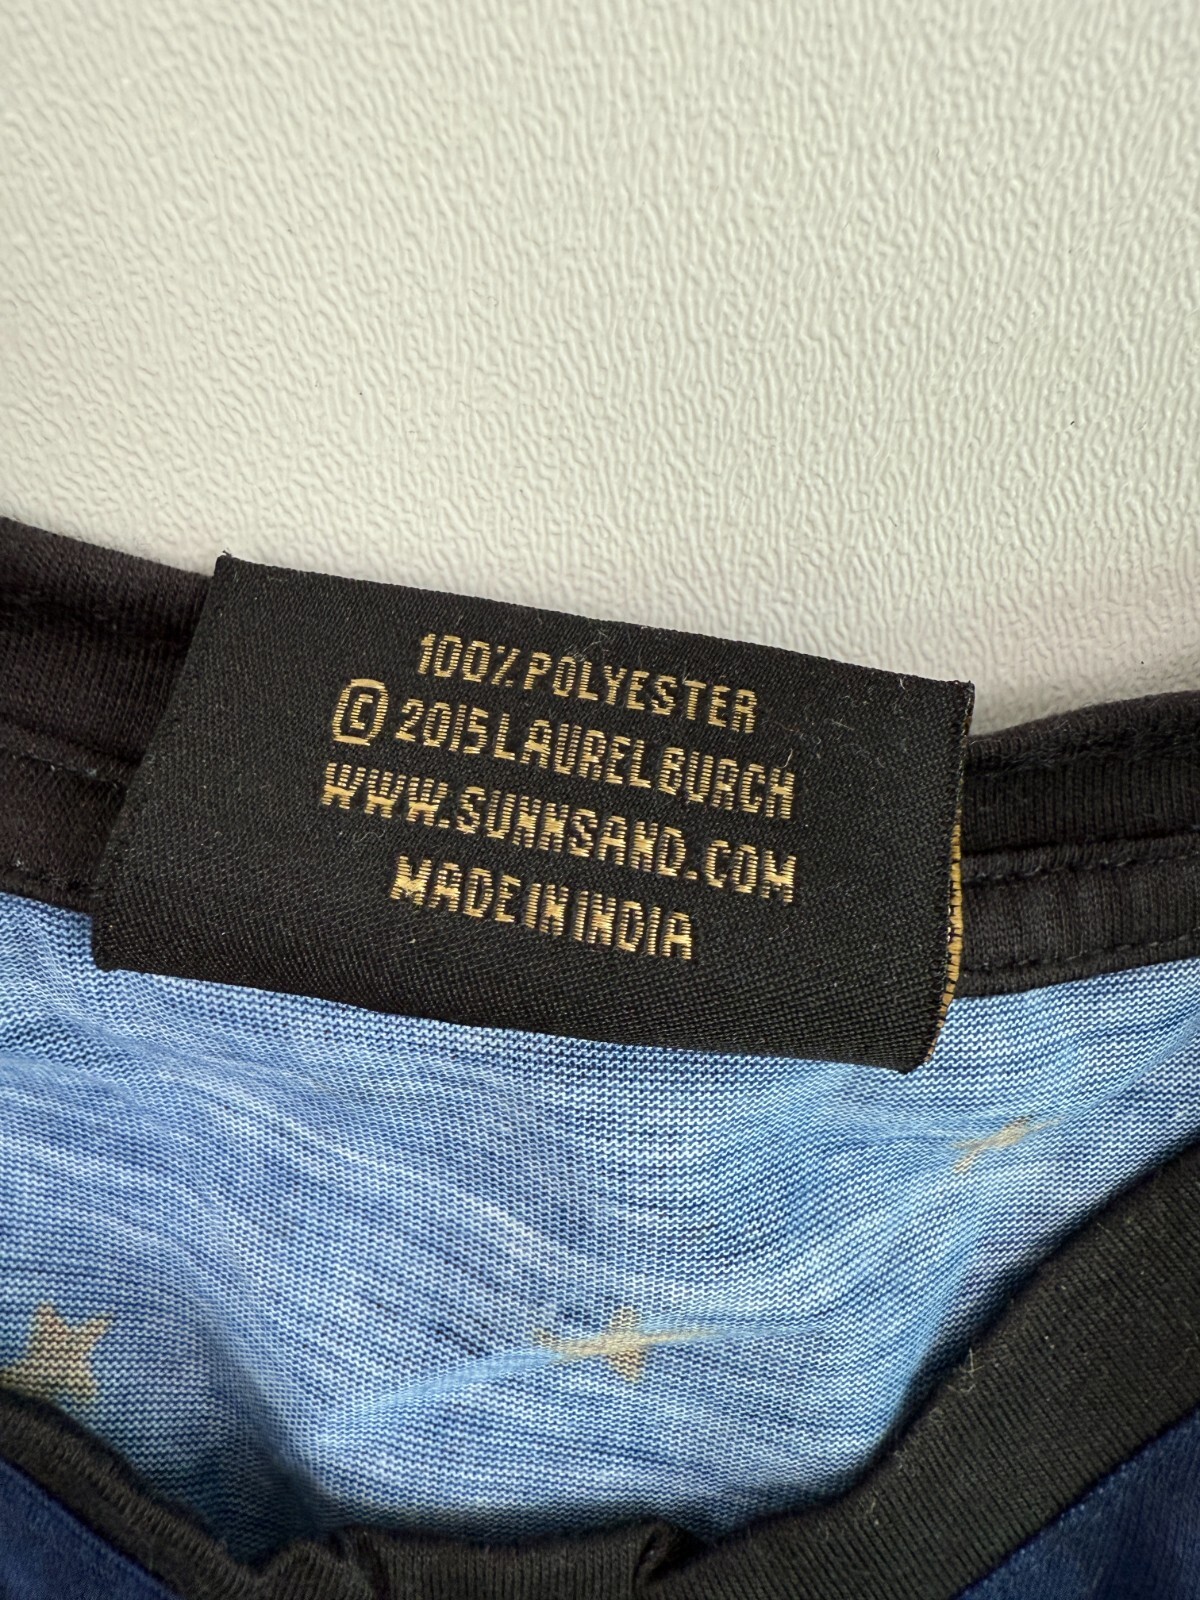 100% POLYESTER
© 2015 LAUREL BURCH
WWW.SUNNSAND.COM
MADE IN INDIA